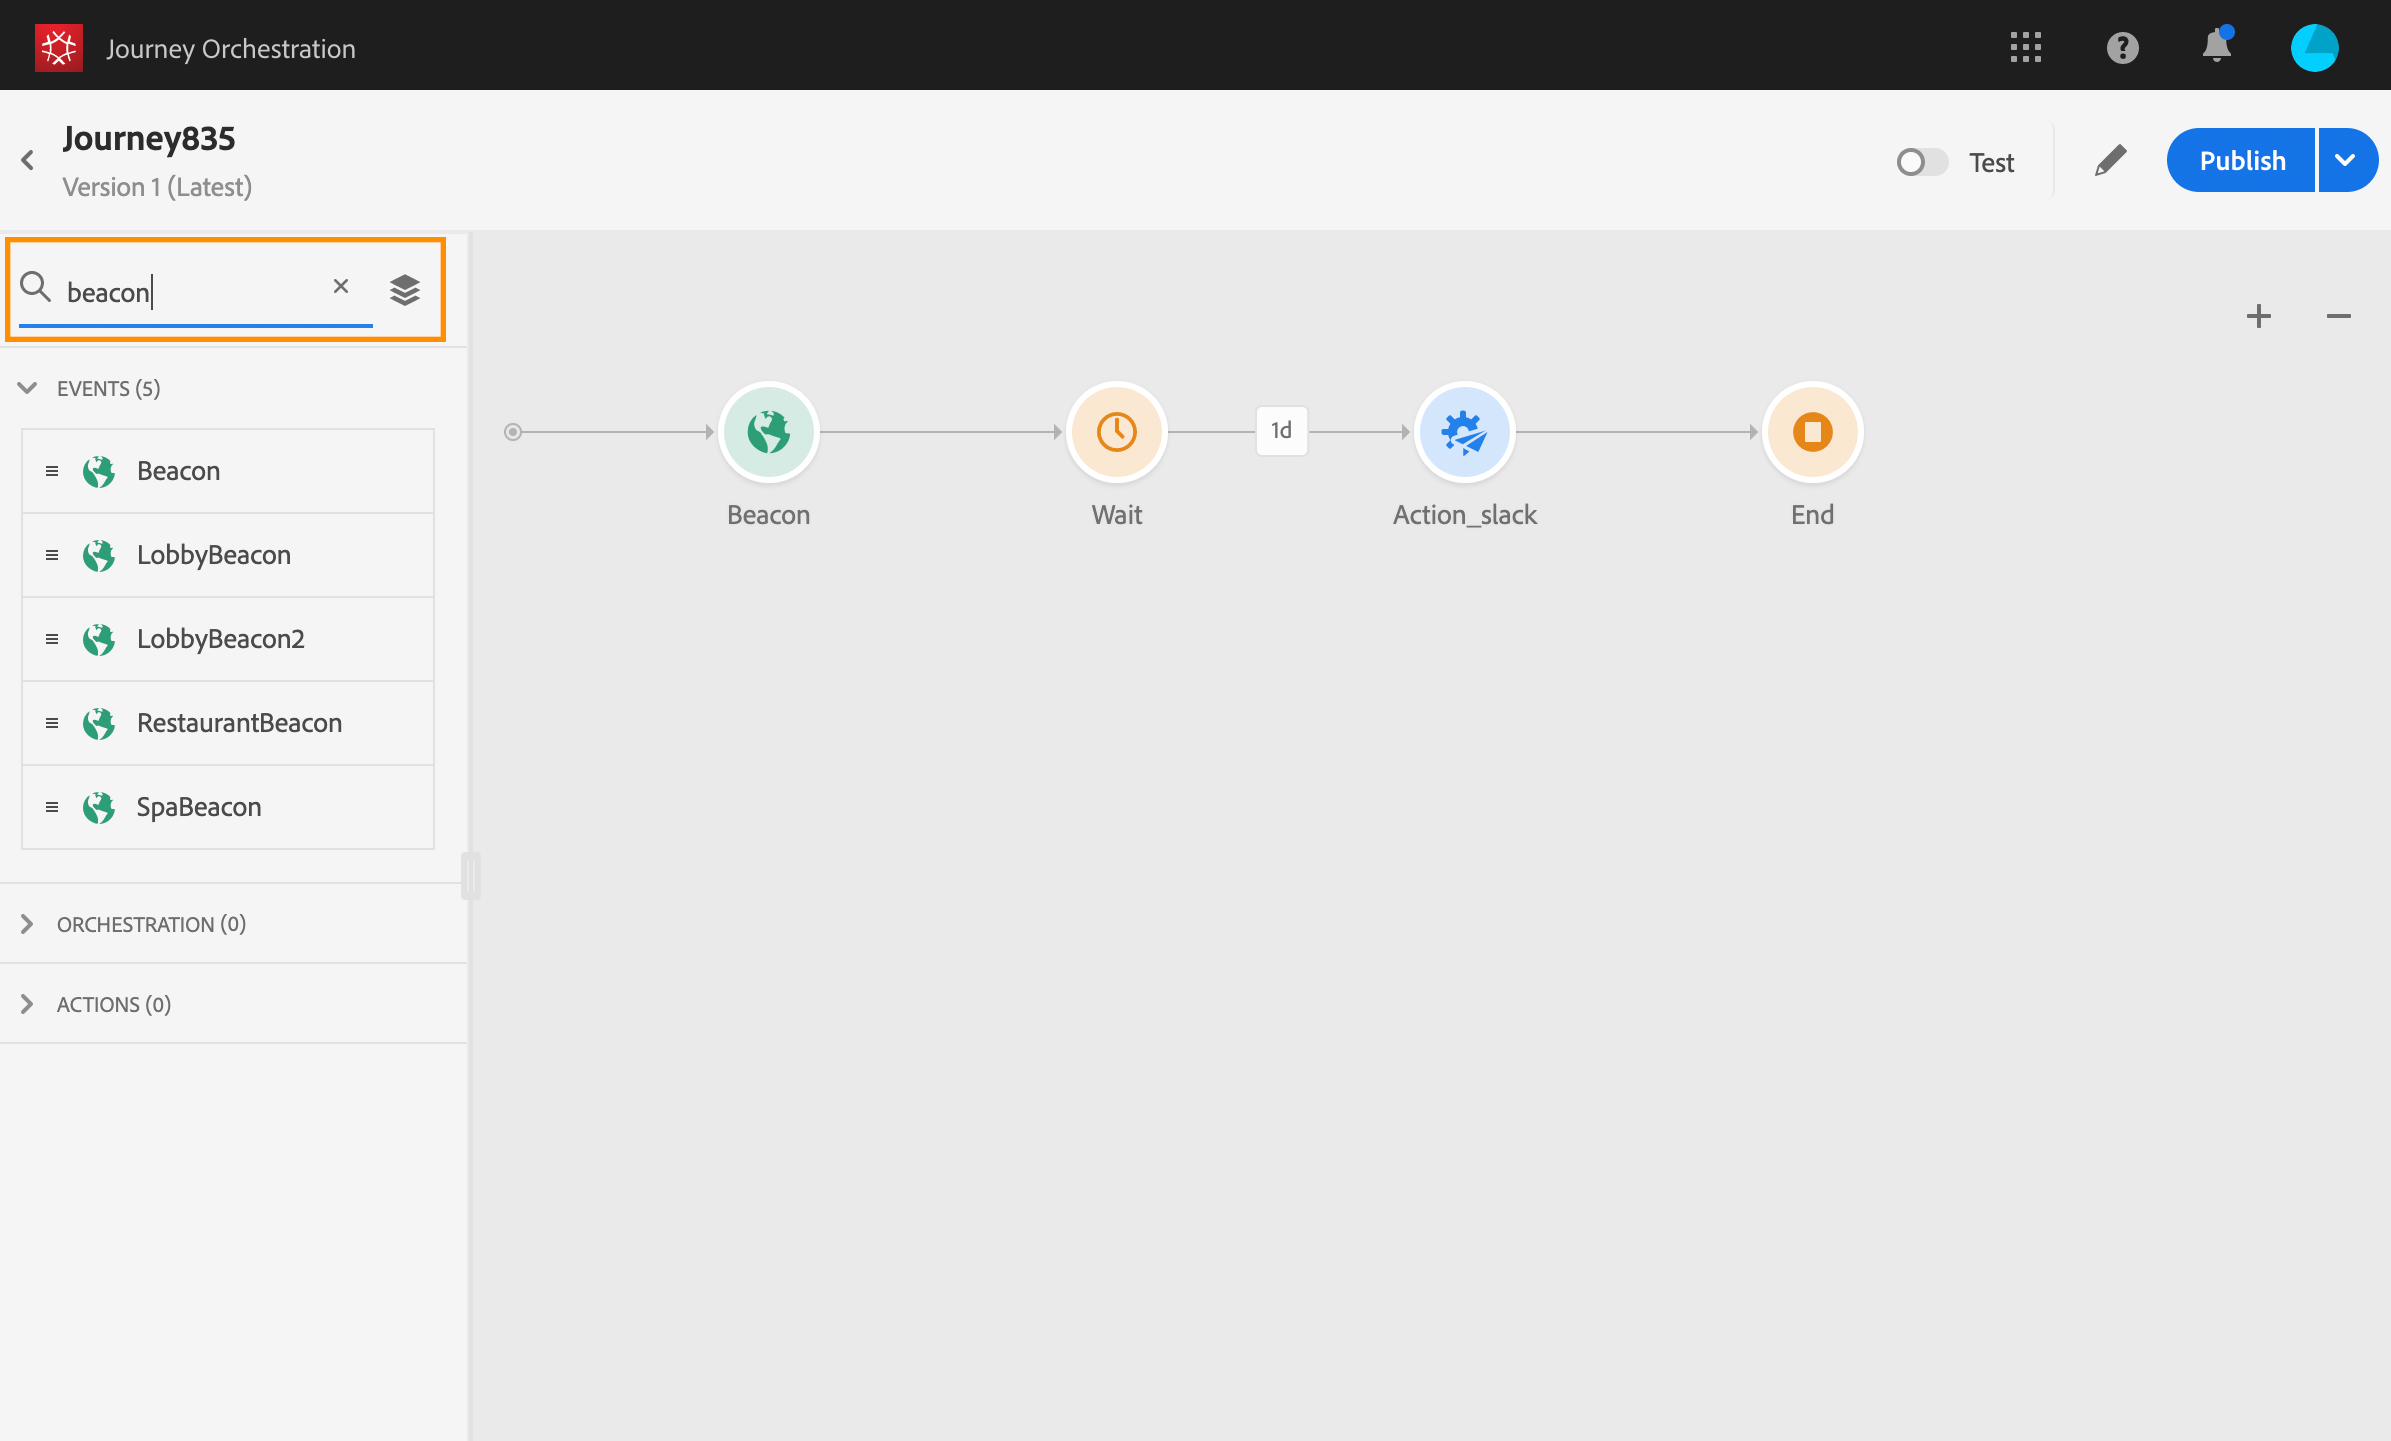 Journey Orchestration
Journey835
Version 1 (Latest)
Test
Publish
beacon
EVENTS (5)
Beacon
LobbyBeacon
LobbyBeacon2
RestaurantBeacon
SpaBeacon
ORCHESTRATION (0)
ACTIONS (0)
1d
Beacon
Wait
Action_slack
End